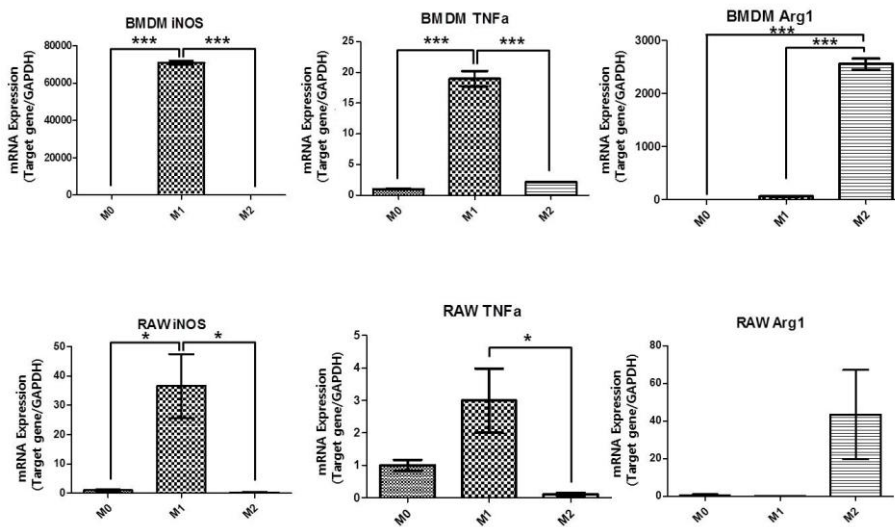 BMDM iNOS
mRNA Expression
(Target gene/GAPDH)
80000
60000
40000
20000
0
***
***
M0
M1
M2
BMDM TNFa
mRNA Expression
(Target gene/GAPDH)
25
20
15
10
5
0
***
***
M0
M1
M2
BMDM Arg1
mRNA Expression
(Target gene/GAPDH)
3000
2000
1000
0
***
***
M0
M1
M2
RAW iNOS
mRNA Expression
(Target gene/GAPDH)
50
40
30
20
10
0
*
*
M0
M1
M2
RAW TNFa
mRNA Expression
(Target gene/GAPDH)
5
4
3
2
1
0
*
M0
M1
M2
RAW Arg1
mRNA Expression
(Target gene/GAPDH)
80
60
40
20
0
M0
M1
M2